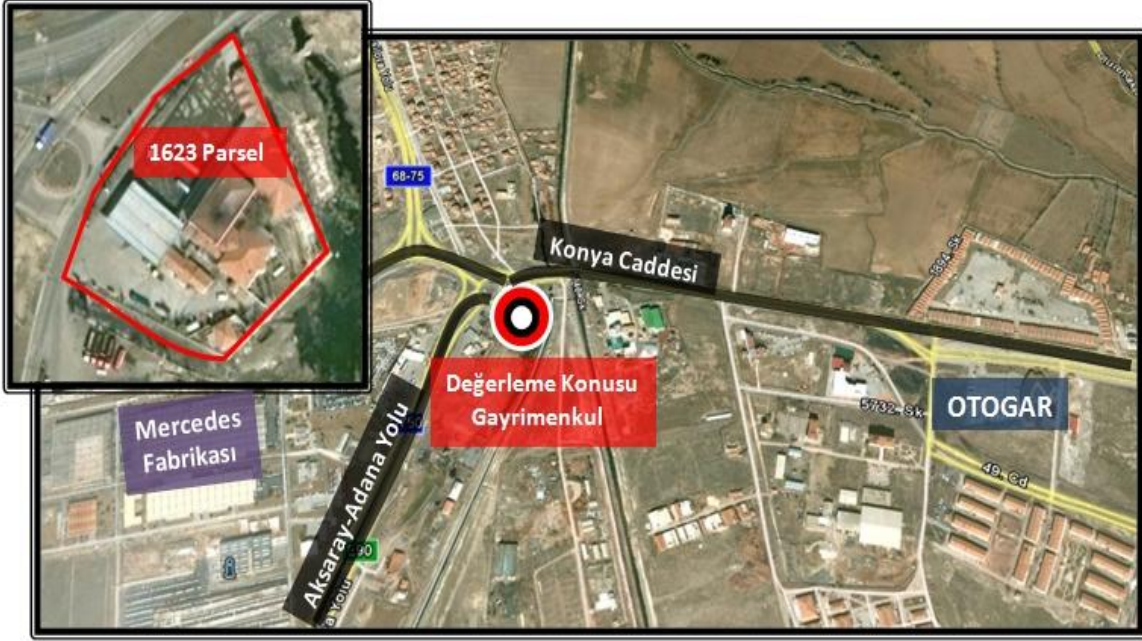 1623 Parsel
68-75
Konya Caddesi
1894. Sk
Değerleme Konusu
Gayrimenkul
5732. Sk
OTOGAR
49. Cd
Mercedes
Fabrikası
Aksaray-Adana Yolu